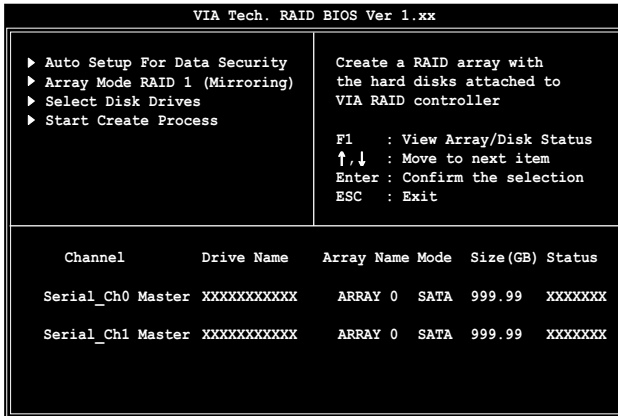 VIA Tech. RAID BIOS Ver 1.xx
Auto Setup For Data Security
Array Mode RAID 1 (Mirroring)
Select Disk Drives
Start Create Process
Create a RAID array with
the hard disks attached to
VIA RAID controller
F1 : View Array/Disk Status
↑,↓ : Move to next item
Enter : Confirm the selection
ESC : Exit
Channel Drive Name Array Name Mode Size(GB) Status
Serial_Ch0 Master XXXXXXXXXXX ARRAY 0 SATA 999.99 XXXXXXX
Serial_Ch1 Master XXXXXXXXXXX ARRAY 0 SATA 999.99 XXXXXXX